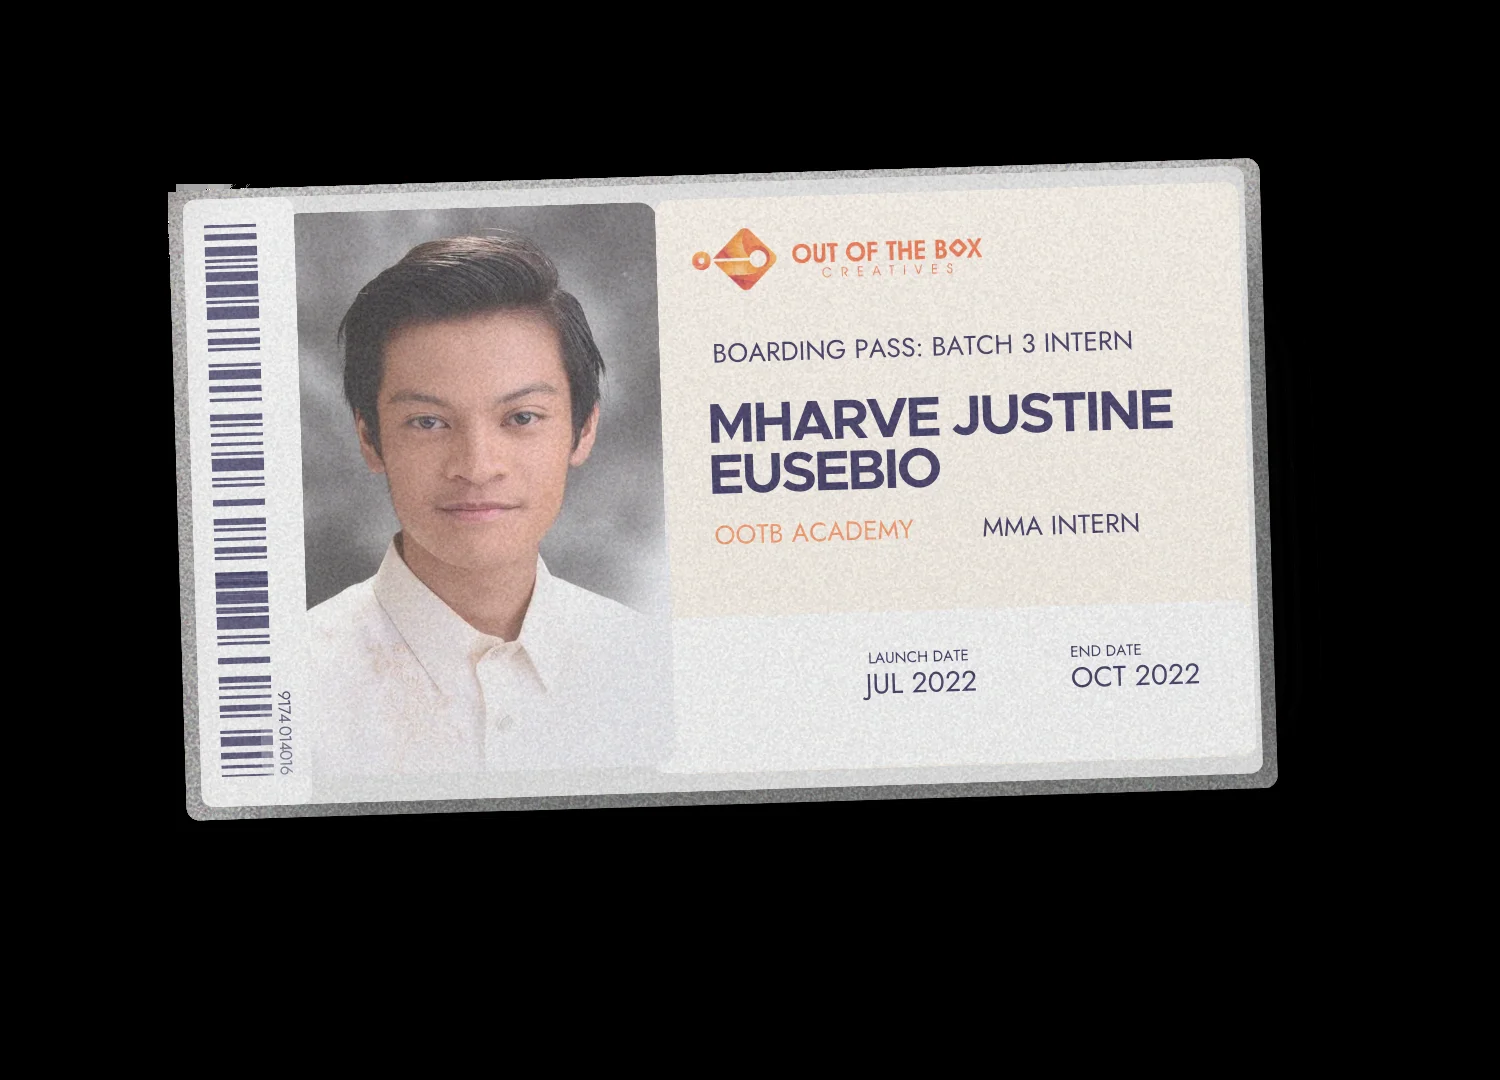 OUT OF THE BOX
CREATIVES
BOARDING PASS: BATCH 3 INTERN
MHARVE JUSTINE
EUSEBIO
OOTB ACADEMY MMA INTERN
LAUNCH DATE END DATE
JUL 2022 OCT 2022
9174 014016